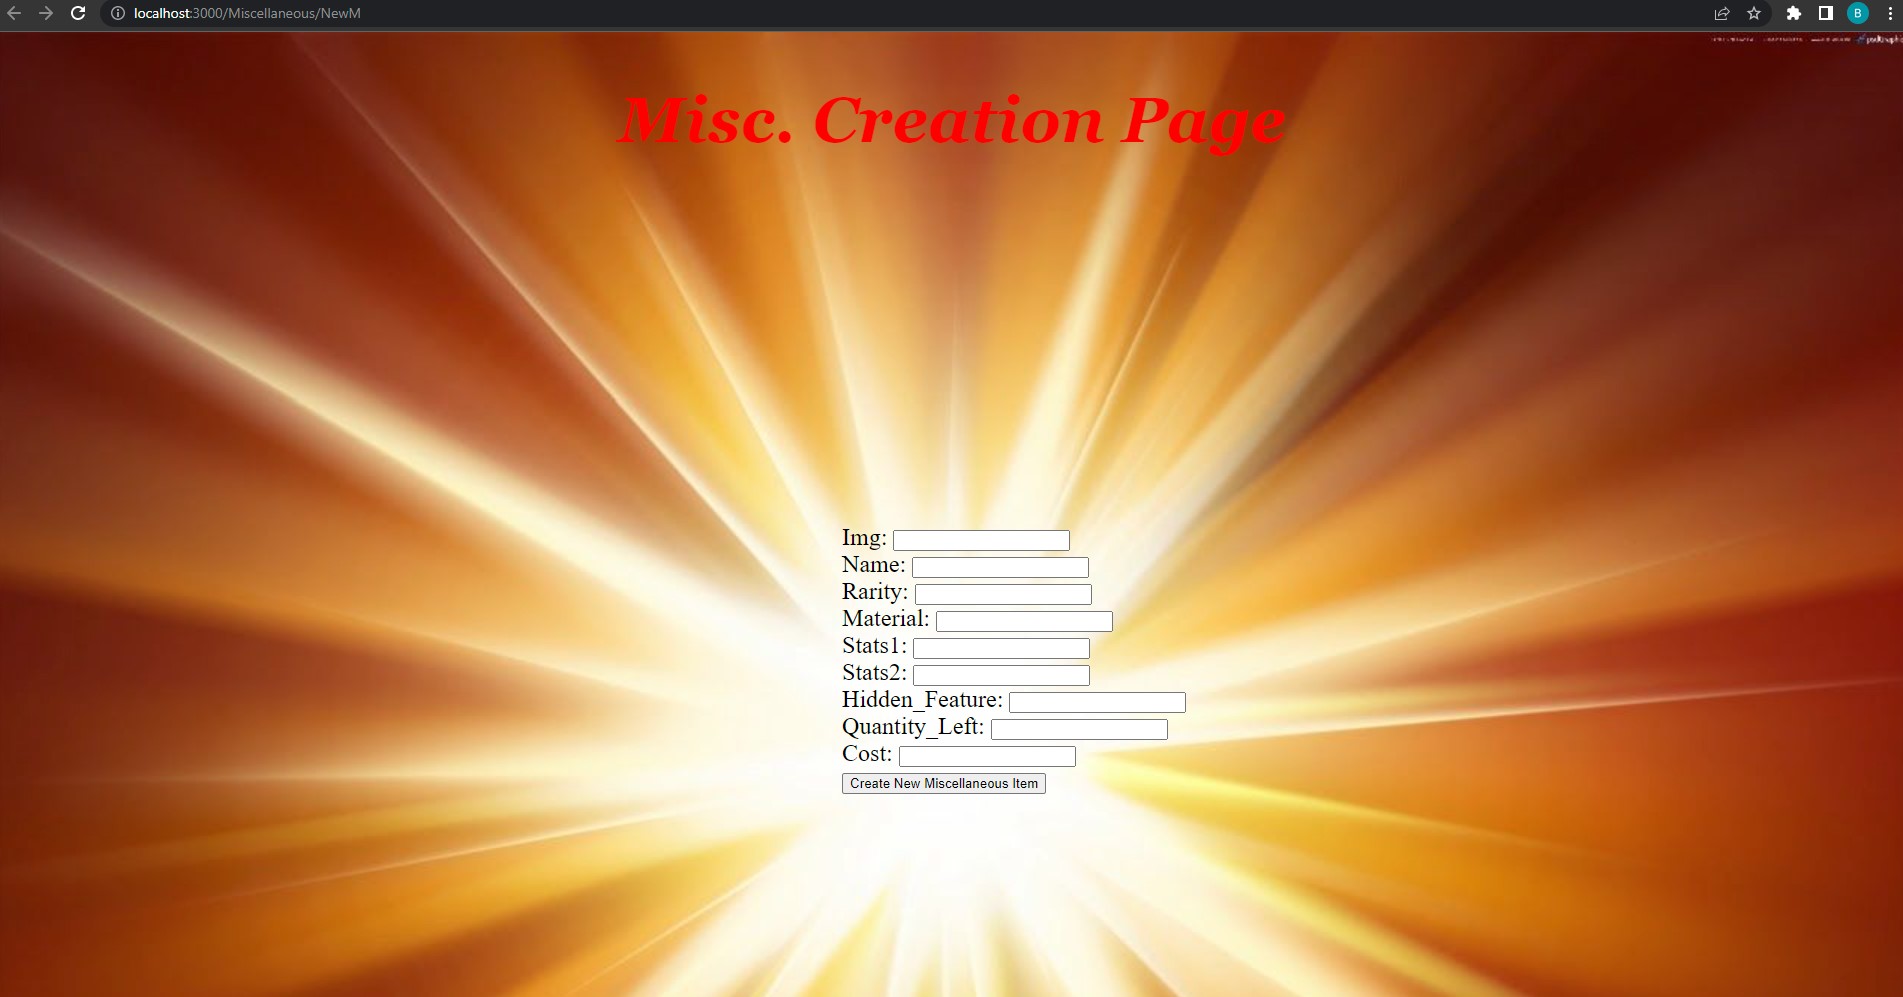 localhost:3000/Miscellaneous/NewM
B
Misc. Creation Page
Img:
Name:
Rarity:
Material:
Stats1:
Stats2:
Hidden_Feature:
Quantity_Left:
Cost:
Create New Miscellaneous Item